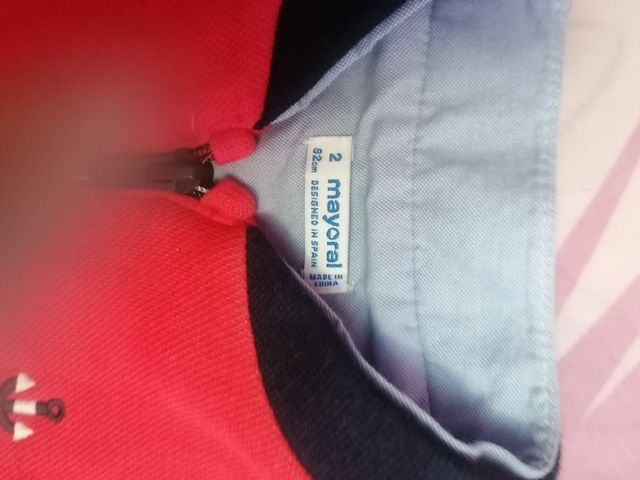 2 mayoral
92cm DESIGNED IN SPAIN
MADE IN
CHINA